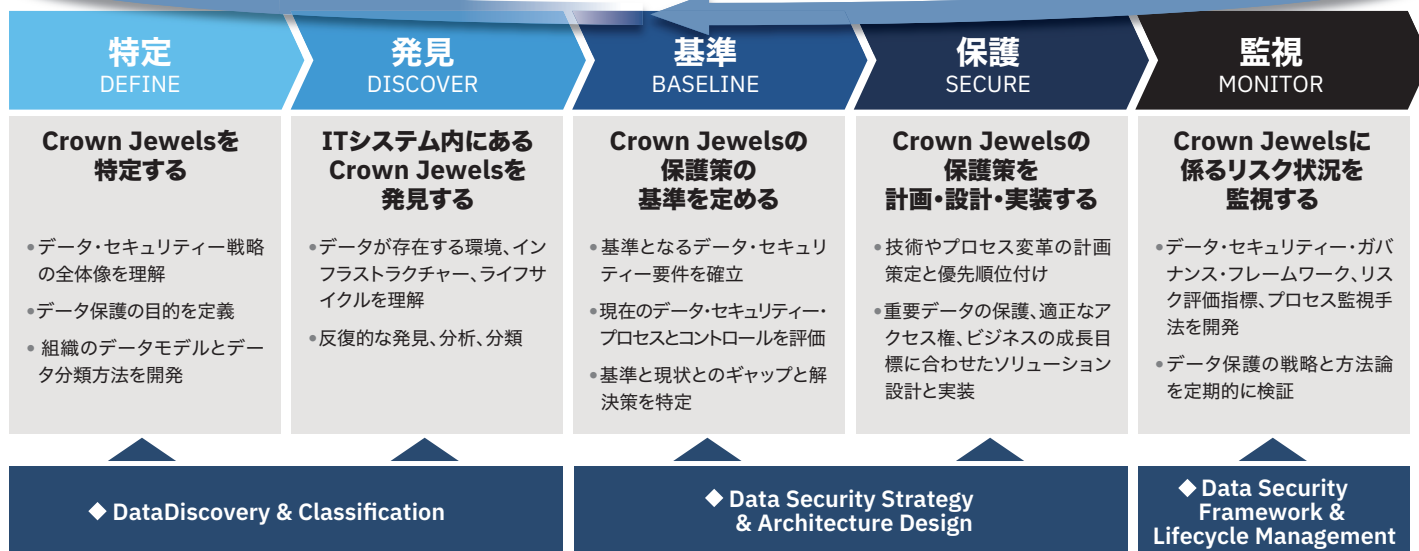 特定
DEFINE
発見
DISCOVER
基準
BASELINE
保護
SECURE
監視
MONITOR
Crown Jewelsを
特定する
•データ・セキュリティー戦略
の全体像を理解
•データ保護の目的を定義
• 組織のデータモデルとデー
タ分類方法を開発
ITシステム内にある
Crown Jewelsを
発見する
•データが存在する環境、イン
フラストラクチャー、ライフサ
イクルを理解
•反復的な発見、分析、分類
Crown Jewelsの
保護策の
基準を定める
•基準となるデータ・セキュリ
ティー要件を確立
•現在のデータ・セキュリティー・
プロセスとコントロールを評価
•基準と現状とのギャップと解
決策を特定
Crown Jewelsの
保護策を
計画・設計・実装する
•技術やプロセス変革の計画
策定と優先順位付け
•重要データの保護、適正なア
クセス権、ビジネスの成長目
標に合わせたソリューション
設計と実装
Crown Jewelsに
係るリスク状況を
監視する
•データ・セキュリティー・ガバ
ナンス・フレームワーク、リス
ク評価指標、プロセス監視手
法を開発
•データ保護の戦略と方法論
を定期的に検証
◆ DataDiscovery & Classification
◆ Data Security Strategy
& Architecture Design
◆ Data Security
Framework &
Lifecycle Management